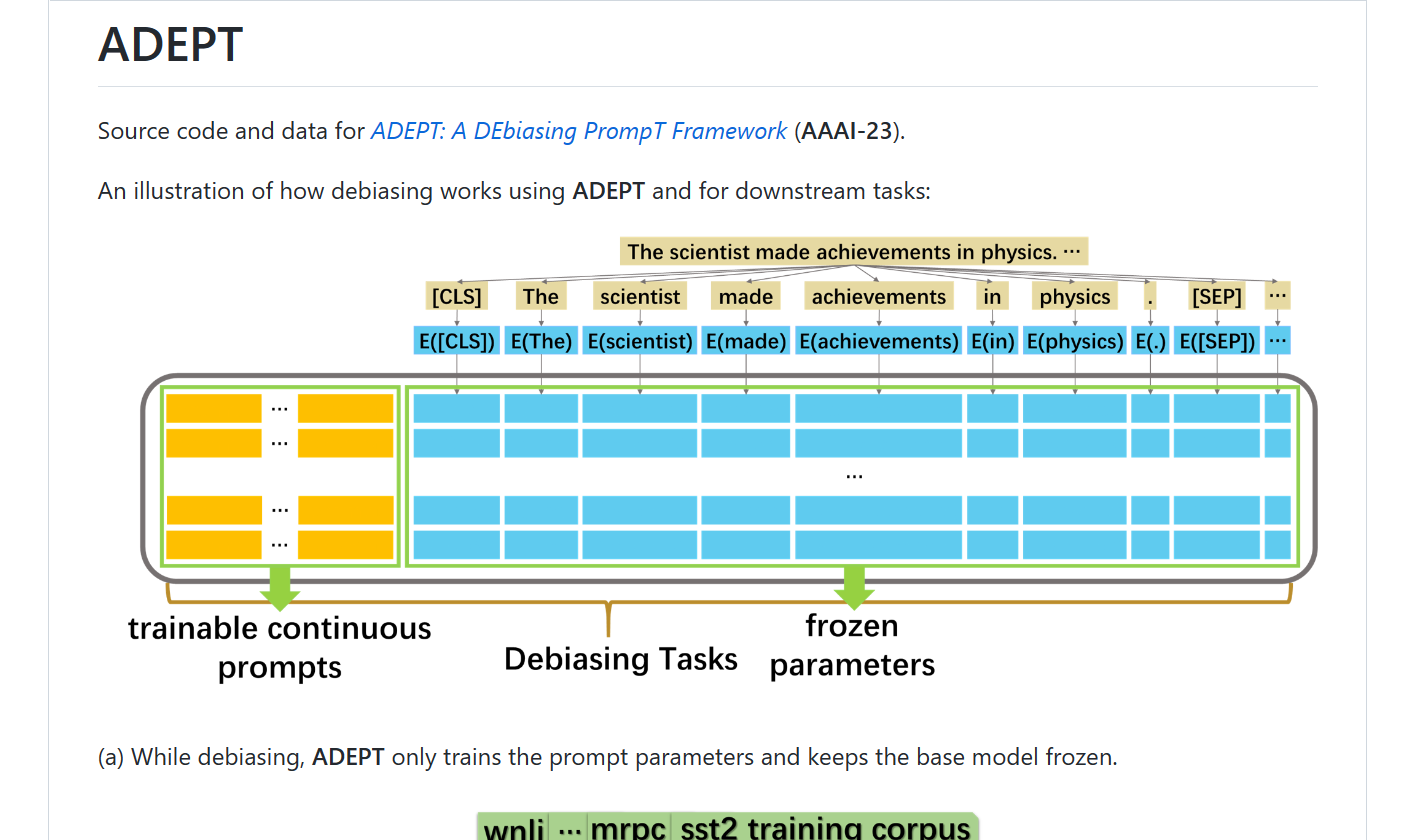 ADEPT
Source code and data for ADEPT: A DEbiasing PrompT Framework (AAAI-23).
An illustration of how debiasing works using ADEPT and for downstream tasks:
The scientist made achievements in physics. ···
[CLS] The scientist made achievements in physics . [SEP] ···
E([CLS]) E(The) E(scientist) E(made) E(achievements) E(in) E(physics) E(.) E([SEP]) ···
···
···
···
···
···
trainable continuous
prompts
Debiasing Tasks
frozen
parameters
(a) While debiasing, ADEPT only trains the prompt parameters and keeps the base model frozen.
wnli ··· mrpc sst2 training corpus